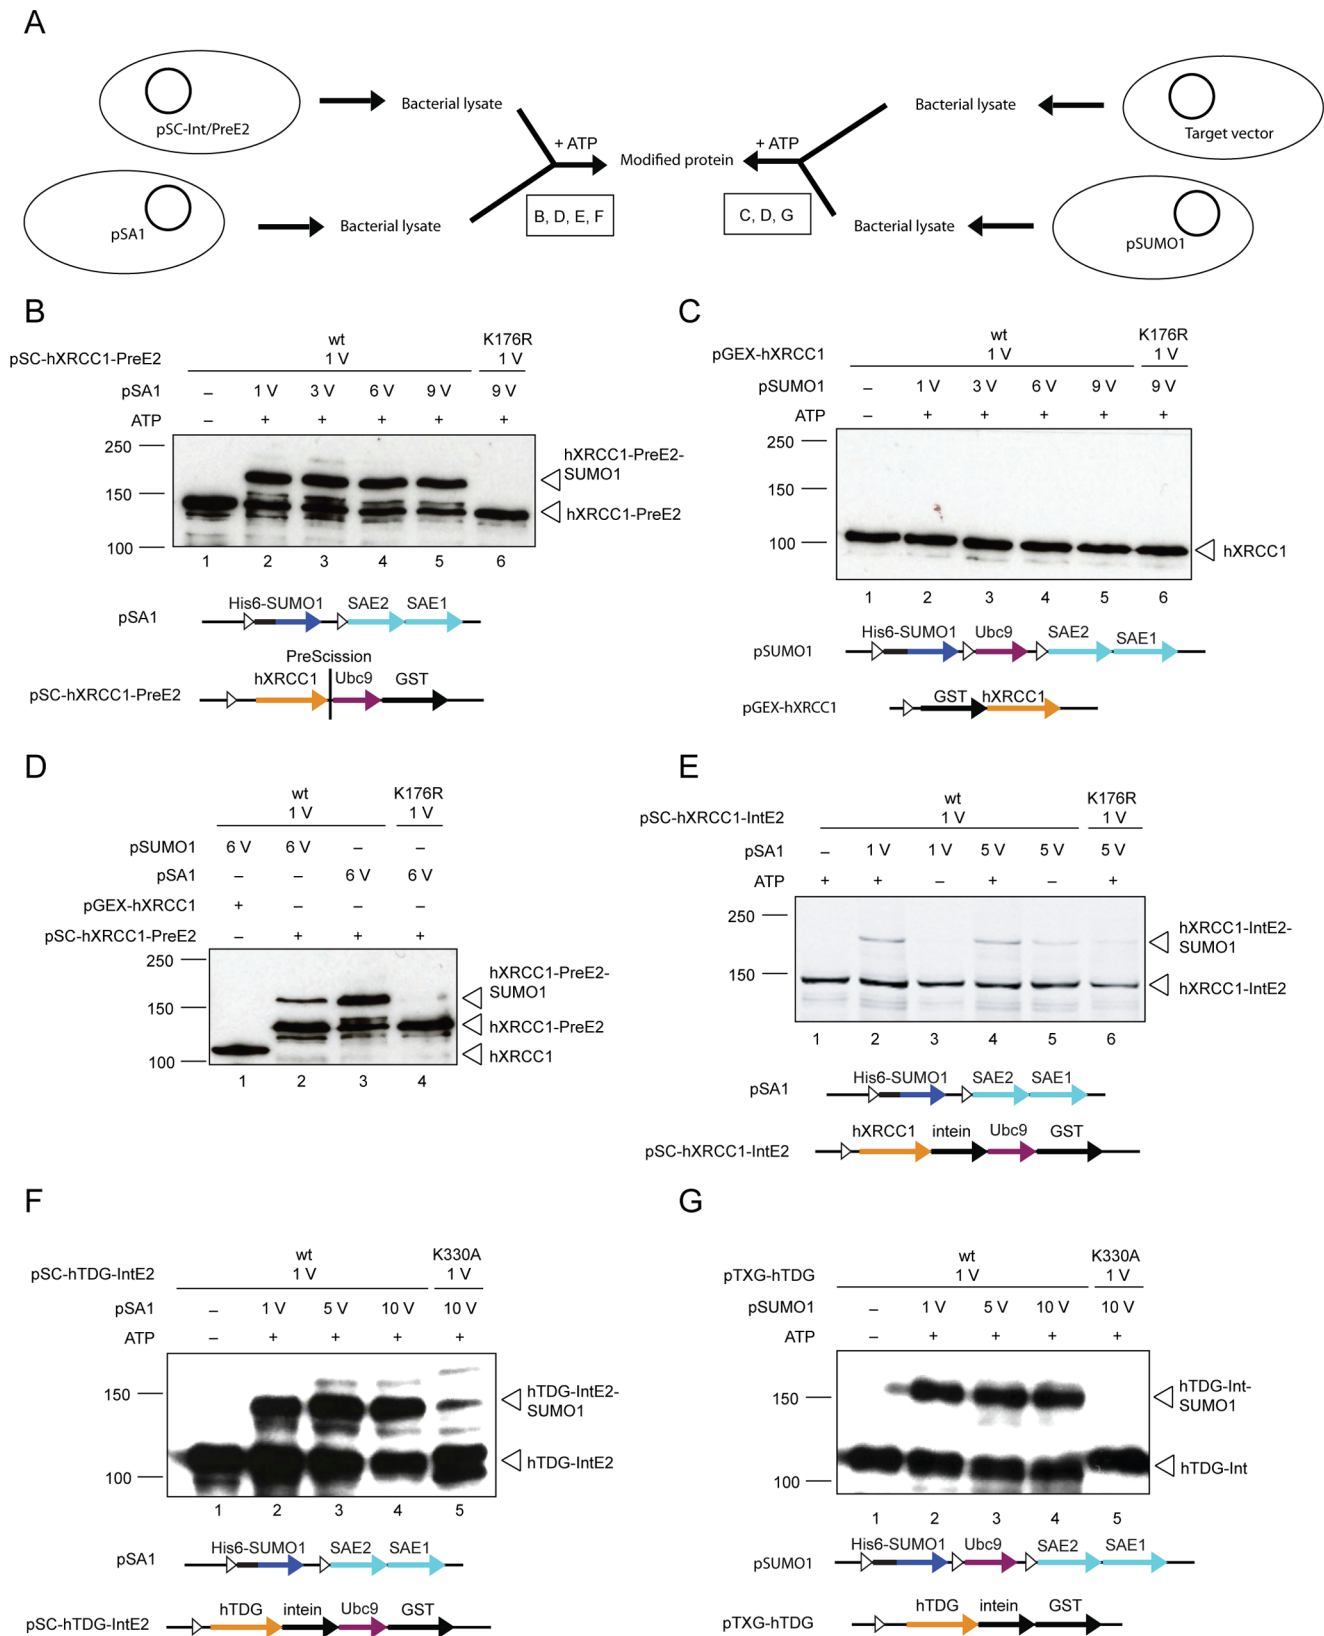 A
pSC-Int/PreE2
Bacterial lysate
+ ATP
Modified protein
+ ATP
Bacterial lysate
Target vector
pSA1
Bacterial lysate
B, D, E, F
C, D, G
Bacterial lysate
pSUMO1
B
wt K176R
pSC-hXRCC1-PreE2 1 V 1 V
pSA1 – 1 V 3 V 6 V 9 V 9 V
ATP – + + + + +
250
150
100
hXRCC1-PreE2-
SUMO1
hXRCC1-PreE2
1 2 3 4 5 6
His6-SUMO1 SAE2 SAE1
pSA1
PreScission
hXRCC1 Ubc9 GST
pSC-hXRCC1-PreE2
C
wt K176R
pGEX-hXRCC1 1 V 1 V
pSUMO1 – 1 V 3 V 6 V 9 V 9 V
ATP – + + + + +
250
150
100
hXRCC1
1 2 3 4 5 6
His6-SUMO1 Ubc9 SAE2 SAE1
pSUMO1
GST hXRCC1
pGEX-hXRCC1
D
wt K176R
1 V 1 V
pSUMO1 6 V 6 V – –
pSA1 – – 6 V 6 V
pGEX-hXRCC1 + – – –
pSC-hXRCC1-PreE2 – + + +
250
150
100
hXRCC1-PreE2-
SUMO1
hXRCC1-PreE2
hXRCC1
1 2 3 4
E
wt K176R
pSC-hXRCC1-IntE2 1 V 1 V
pSA1 – 1 V 1 V 5 V 5 V 5 V
ATP + + – + – +
250
150
hXRCC1-IntE2-
SUMO1
hXRCC1-IntE2
1 2 3 4 5 6
His6-SUMO1 SAE2 SAE1
pSA1
hXRCC1 intein Ubc9 GST
pSC-hXRCC1-IntE2
F
wt K330A
pSC-hTDG-IntE2 1 V 1 V
pSA1 – 1 V 5 V 10 V 10 V
ATP – + + + +
150
100
hTDG-IntE2-
SUMO1
hTDG-IntE2
1 2 3 4 5
His6-SUMO1 SAE2 SAE1
pSA1
hTDG intein Ubc9 GST
pSC-hTDG-IntE2
G
wt K330A
pTXG-hTDG 1 V 1 V
pSUMO1 – 1 V 5 V 10 V 10 V
ATP – + + + +
150
100
hTDG-Int-
SUMO1
hTDG-Int
1 2 3 4 5
His6-SUMO1 Ubc9 SAE2 SAE1
pSUMO1
hTDG intein GST
pTXG-hTDG